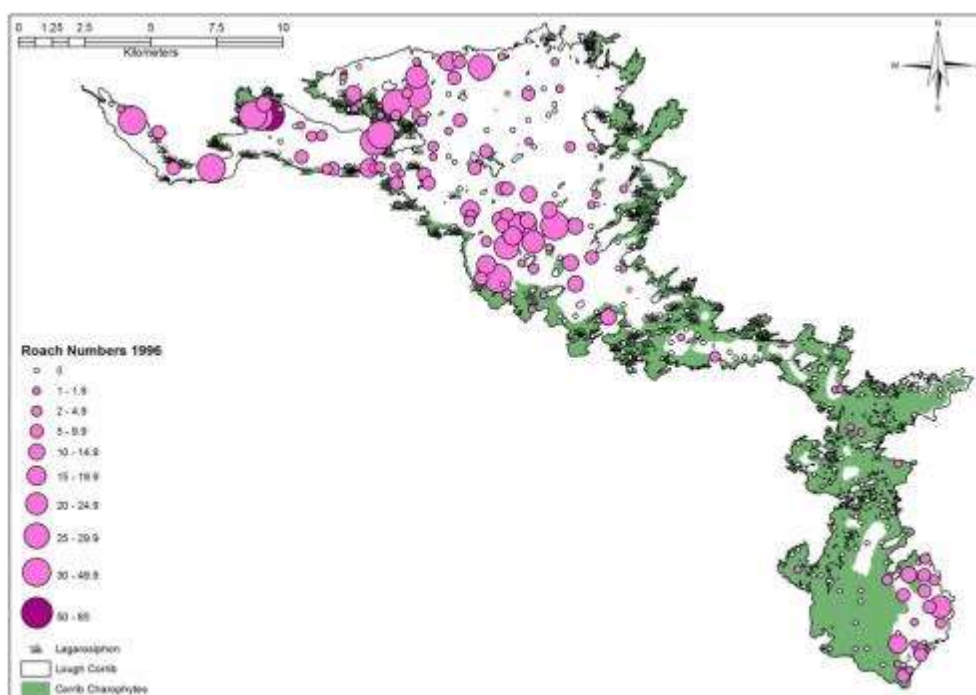 0 1.25 2.5 5 7.5 10
Kilometers
N
W
Roach Numbers 1996
0
1 - 1.9
2 - 4.9
5 - 9.9
10 - 14.9
15 - 19.9
20 - 24.9
25 - 29.9
30 - 49.9
50 - 65
Lagarosiphon
Lough Corrib
Corrib Charophytes